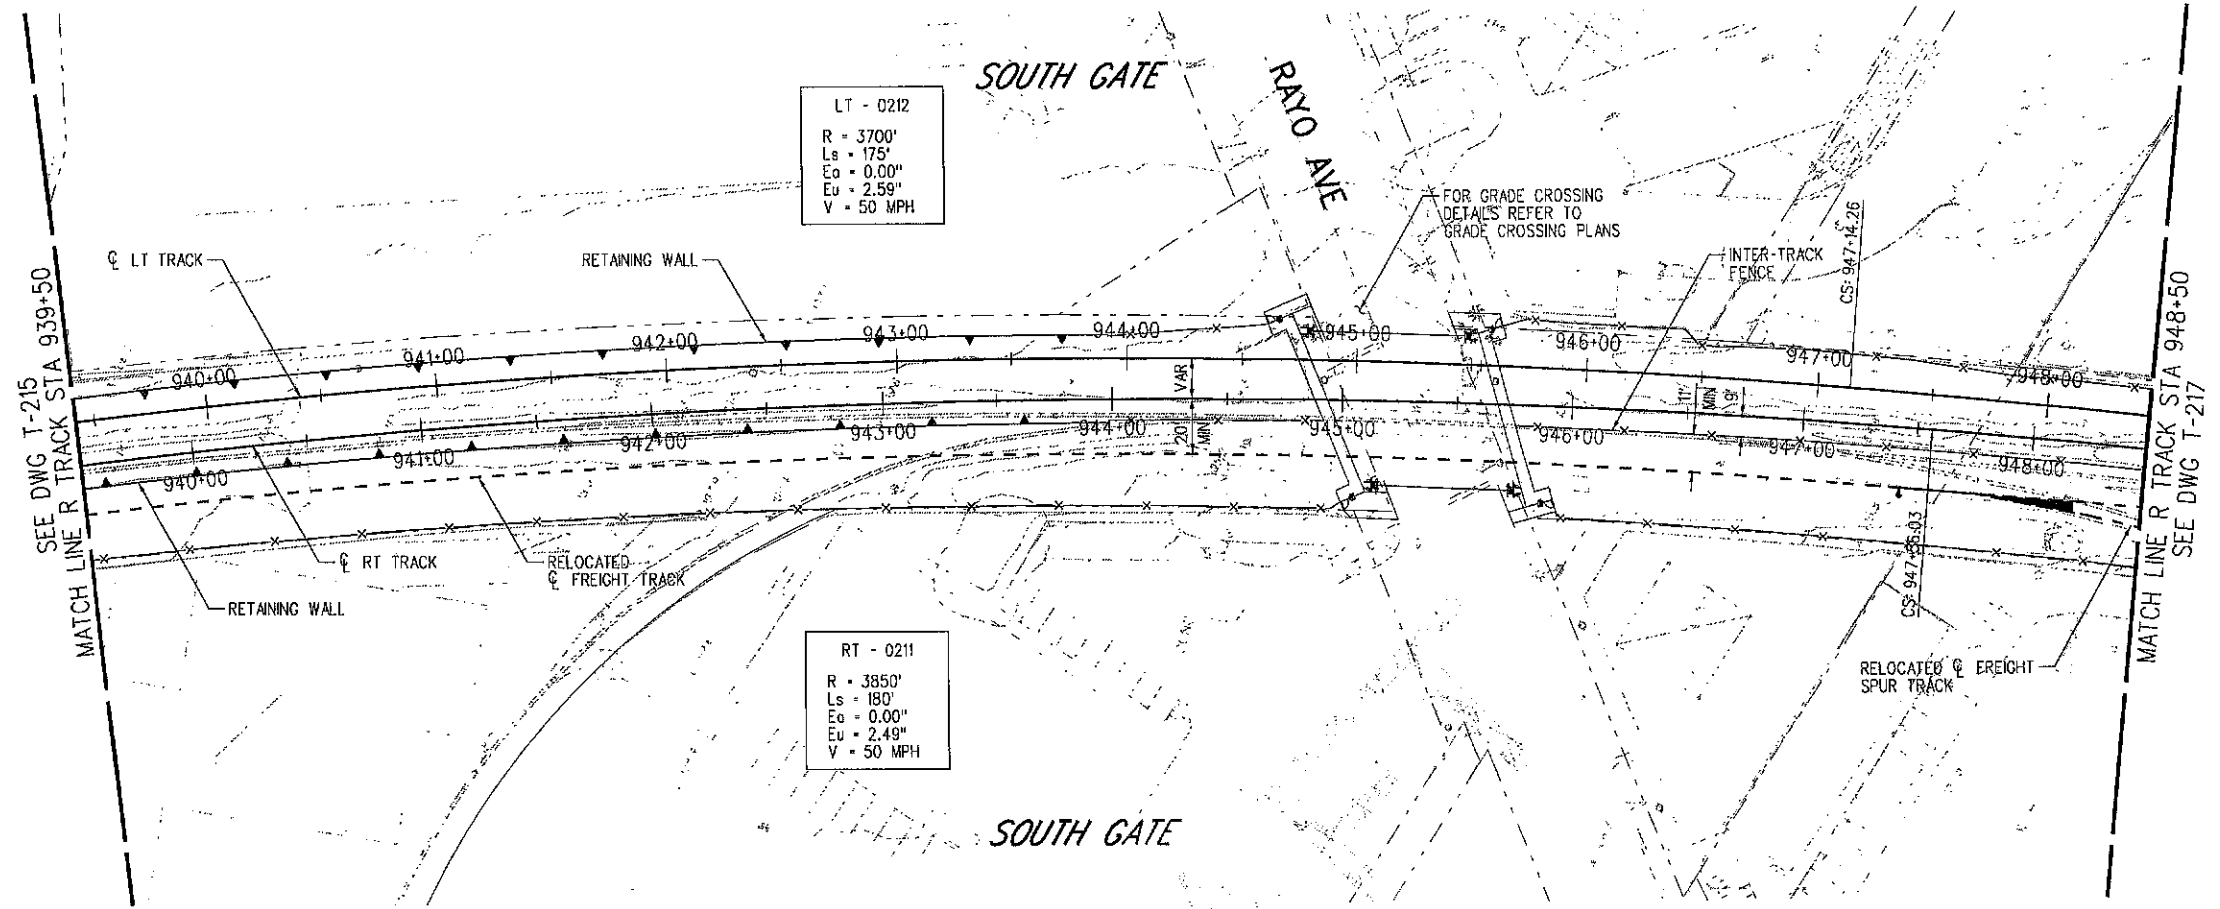 SOUTH GATE
RAYO AVE
LT - 0212
R = 3700'
Ls = 175'
Ea = 0.00"
Eu = 2.59"
V = 50 MPH
FOR GRADE CROSSING
DETAILS REFER TO
GRADE CROSSING PLANS
℄ LT TRACK
RETAINING WALL
INTER-TRACK
FENCE
CS: 947+14.26
SEE DWG T-215
MATCH LINE R TRACK STA 939+50
940+00
941+00
942+00
943+00
944+00
945+00
946+00
947+00
948+00
VAR
20' MIN
11'
MIN
9'
940+00
941+00
942+00
943+00
944+00
945+00
946+00
947+00
948+00
MATCH LINE R TRACK STA 948+50
SEE DWG T-217
℄ RT TRACK
RELOCATED
℄ FREIGHT TRACK
RETAINING WALL
CS: 947+56.03
RT - 0211
R = 3850'
Ls = 180'
Ea = 0.00"
Eu = 2.49"
V = 50 MPH
RELOCATED ℄ FREIGHT
SPUR TRACK
SOUTH GATE